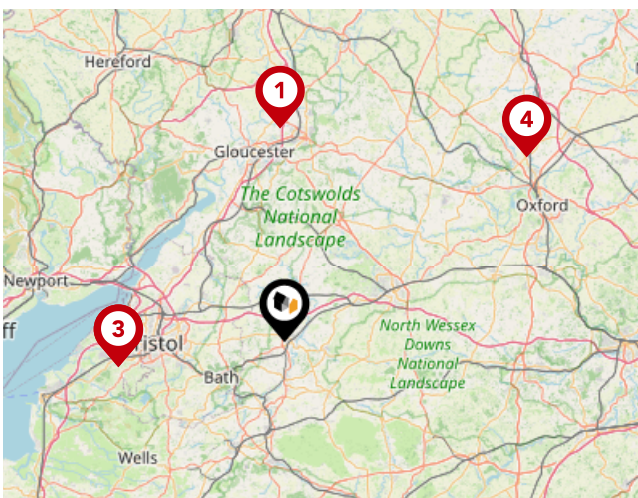 Hereford
1
4
Gloucester
The Cotswolds
National
Landscape
Oxford
Newport
ff
3
ristol
North Wessex
Downs
National
Landscape
Bath
Wells